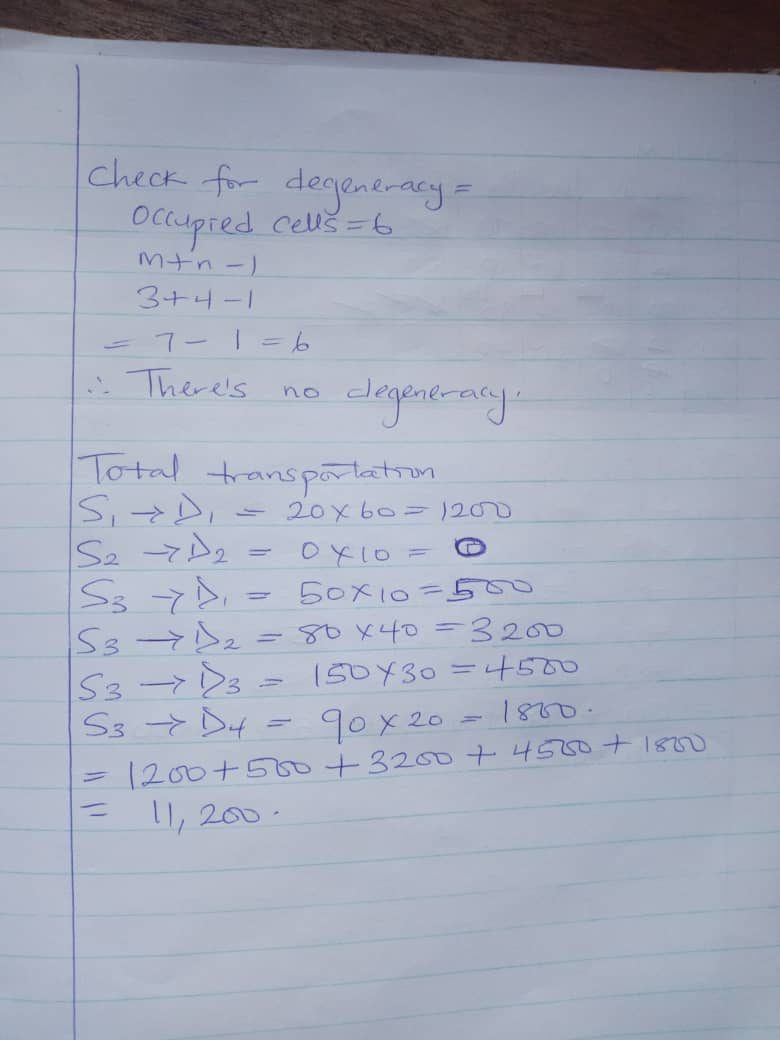 Check for degeneracy =
Occupied cells = 6
m+n-1
3+4-1
= 7 - 1 = 6
∴ There's no degeneracy.
Total transportation
S₁ → D₁ = 20 x 60 = 1200
S₂ → D₂ = 0 x 10 = 0
S₃ → D₁ = 50 x 10 = 500
S₃ → D₂ = 80 x 40 = 3200
S₃ → D₃ = 150 x 30 = 4500
S₃ → D₄ = 90 x 20 = 1800.
= 1200 + 500 + 3200 + 4500 + 1800
= 11,200.